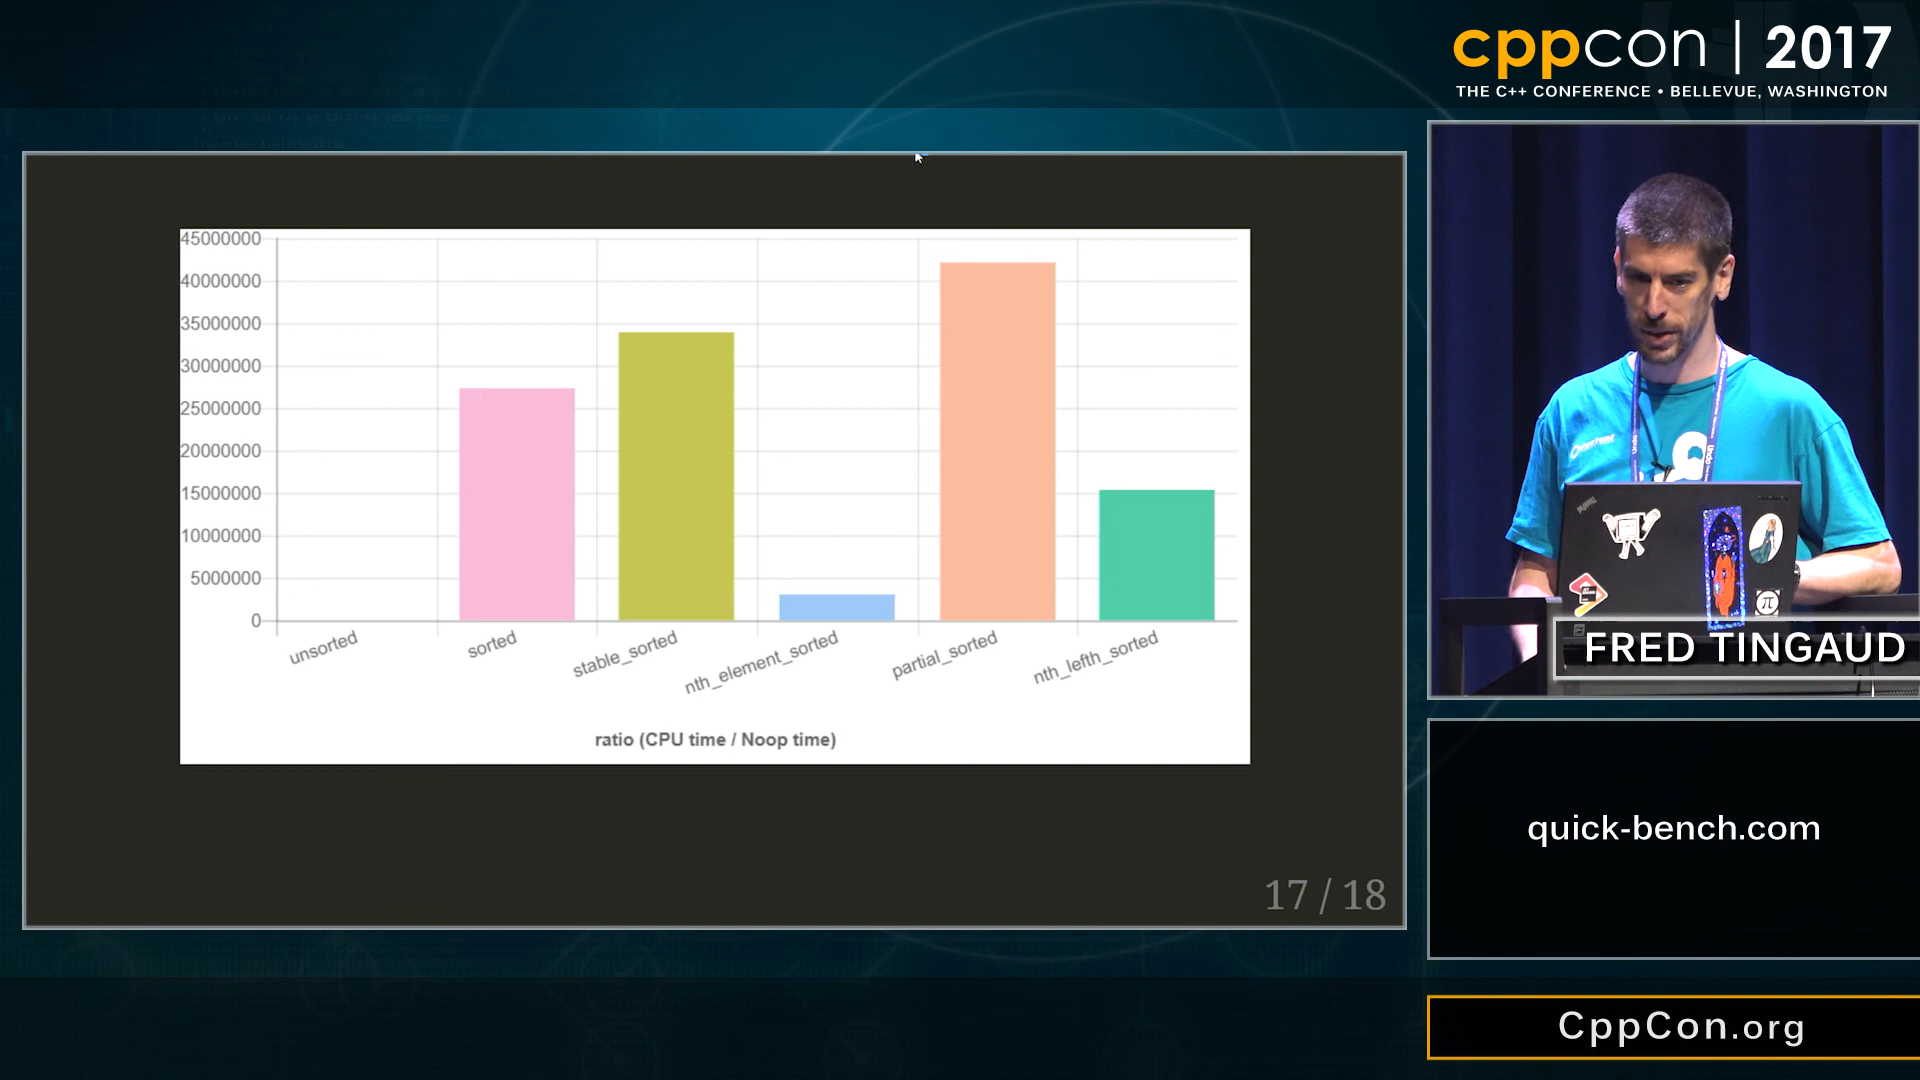 cppcon | 2017
THE C++ CONFERENCE • BELLEVUE, WASHINGTON
45000000
40000000
35000000
30000000
25000000
20000000
15000000
10000000
5000000
0
unsorted
sorted
stable_sorted
nth_element_sorted
partial_sorted
nth_lefth_sorted
ratio (CPU time / Noop time)
17 / 18
π
FRED TINGAUD
quick-bench.com
CppCon.org